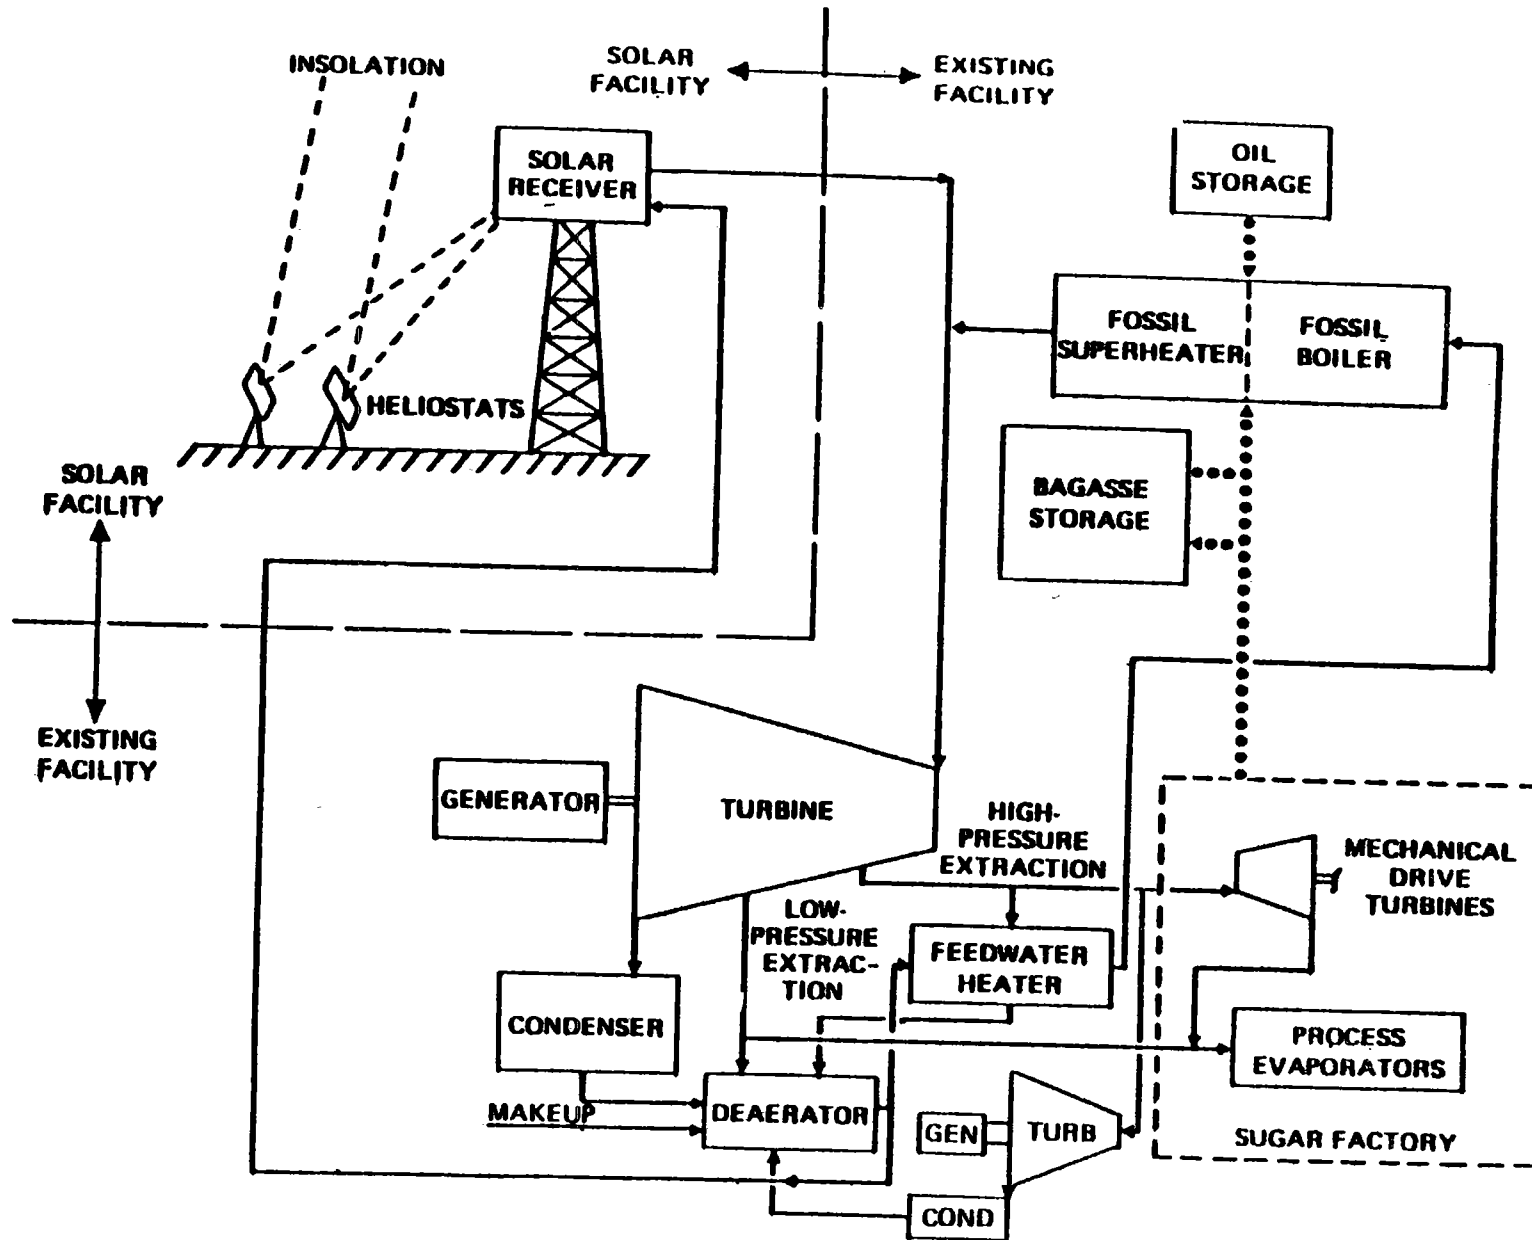 INSOLATION
SOLAR
FACILITY
EXISTING
FACILITY
SOLAR
RECEIVER
OIL
STORAGE
FOSSIL
SUPERHEATER
FOSSIL
BOILER
HELIOSTATS
BAGASSE
STORAGE
SOLAR
FACILITY
EXISTING
FACILITY
GENERATOR
TURBINE
HIGH-
PRESSURE
EXTRACTION
MECHANICAL
DRIVE
TURBINES
LOW-
PRESSURE
EXTRAC-
TION
FEEDWATER
HEATER
CONDENSER
PROCESS
EVAPORATORS
MAKEUP
DEAERATOR
GEN
TURB
SUGAR FACTORY
COND